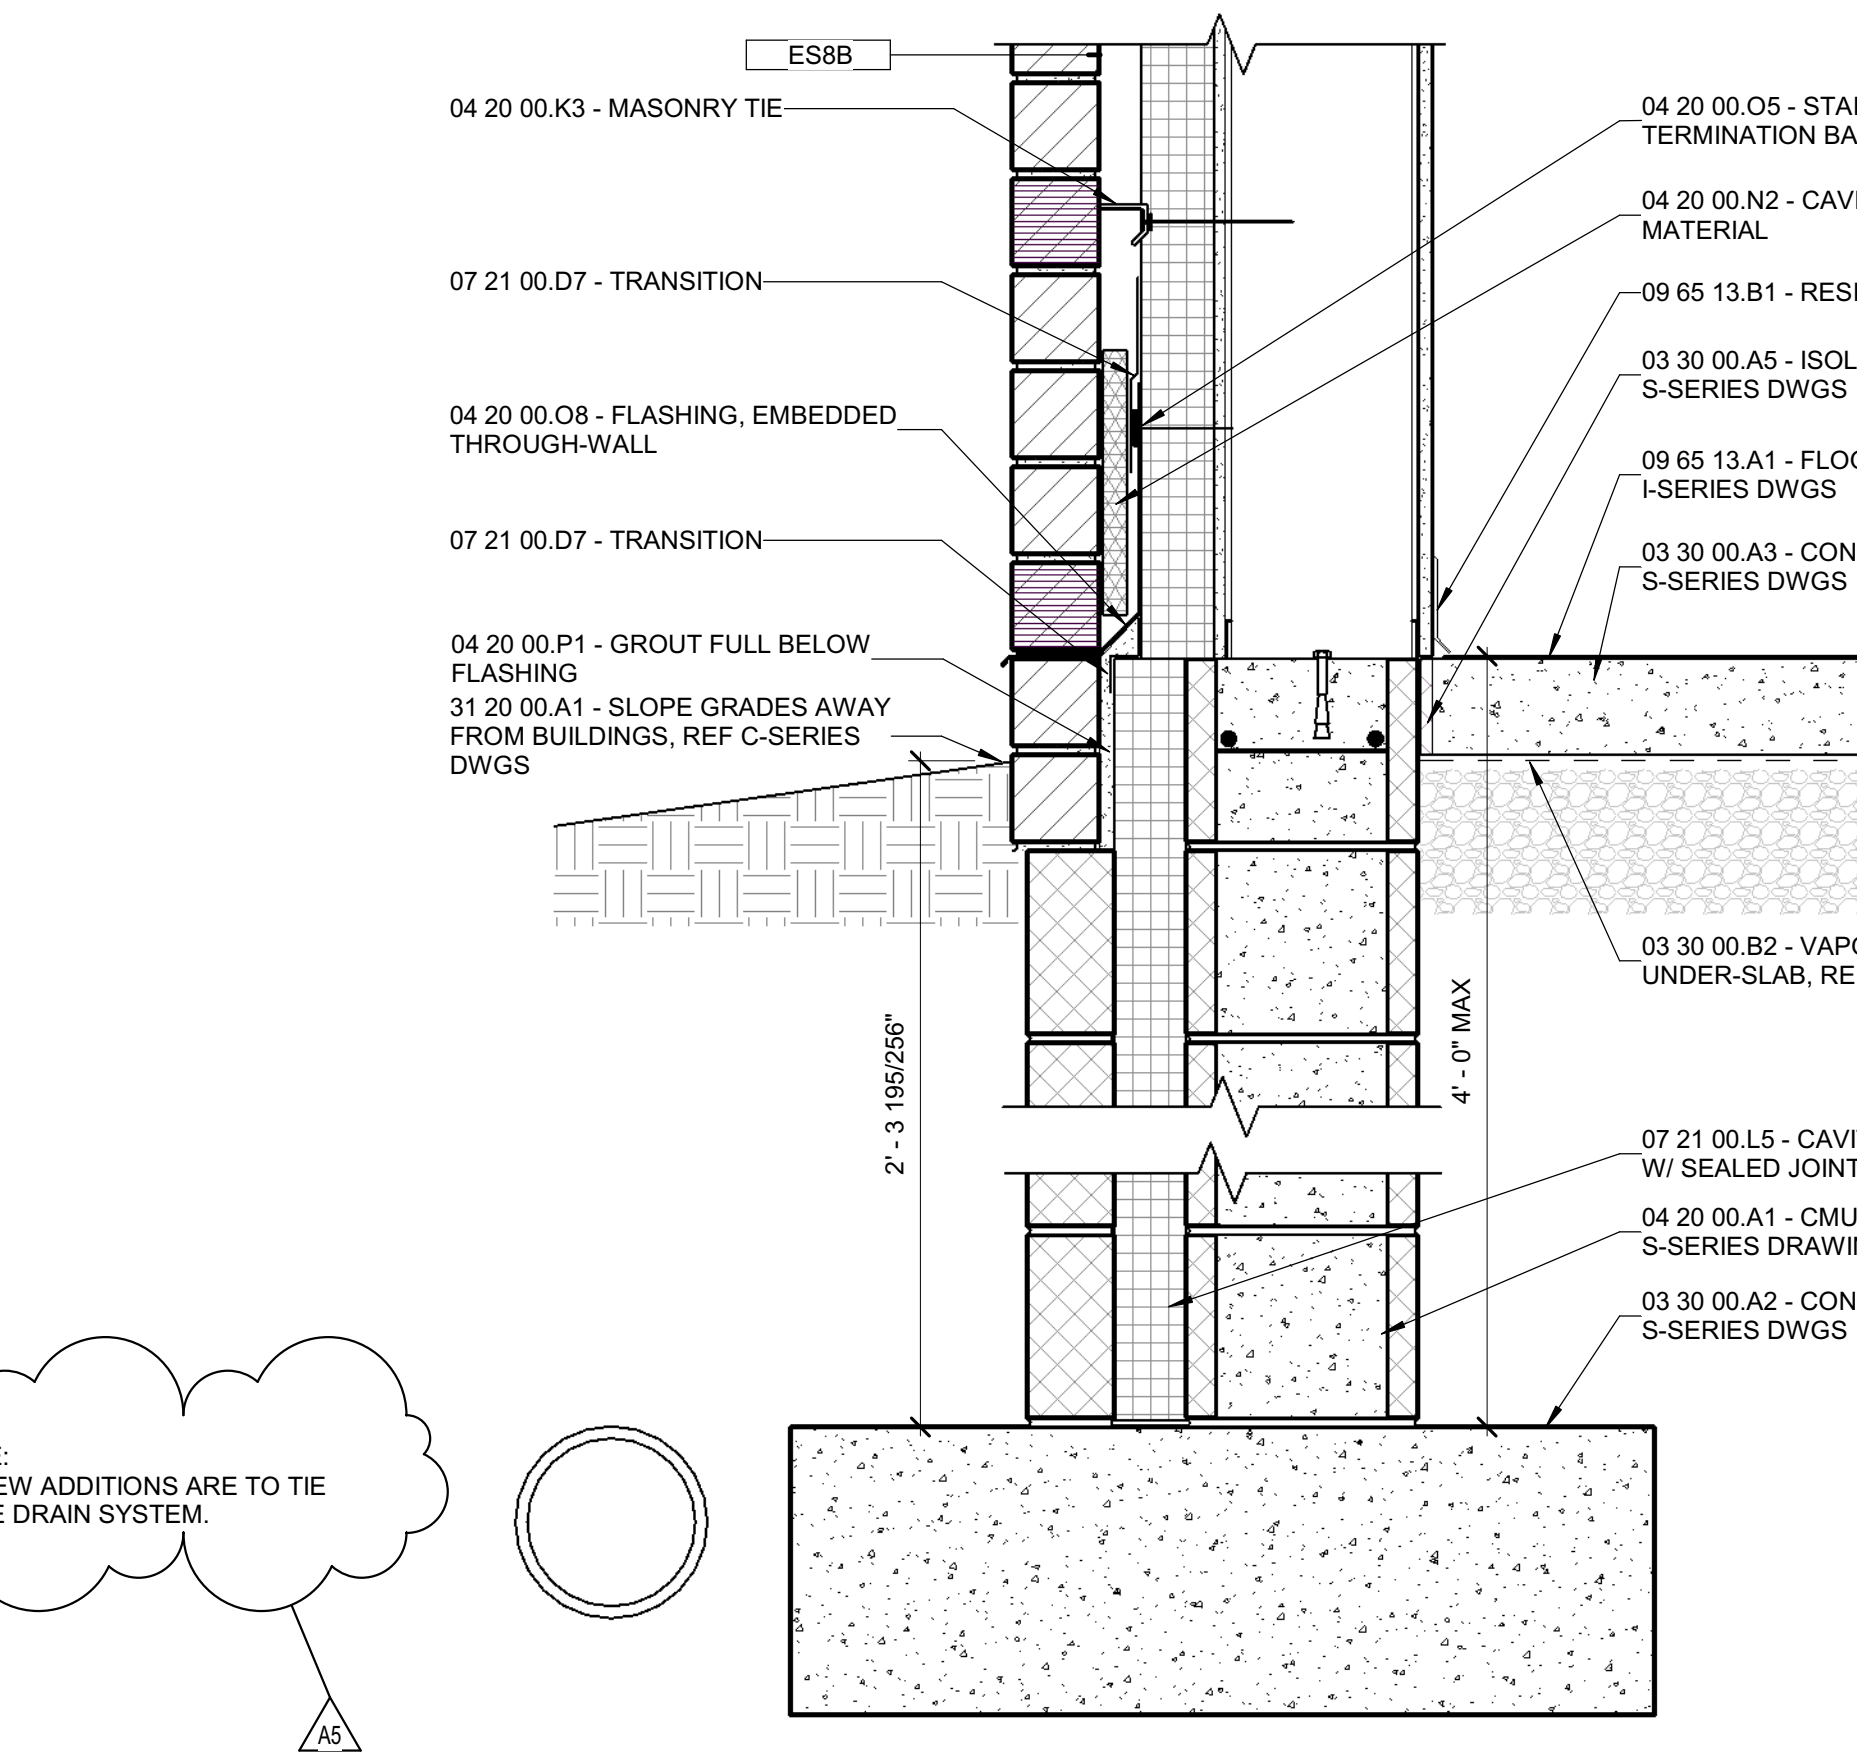 ES8B
04 20 00.K3 - MASONRY TIE
07 21 00.D7 - TRANSITION
04 20 00.O8 - FLASHING, EMBEDDED
THROUGH-WALL
07 21 00.D7 - TRANSITION
04 20 00.P1 - GROUT FULL BELOW
FLASHING
31 20 00.A1 - SLOPE GRADES AWAY
FROM BUILDINGS, REF C-SERIES
DWGS
04 20 00.O5 - STAI
TERMINATION BA
04 20 00.N2 - CAVI
MATERIAL
09 65 13.B1 - RESI
03 30 00.A5 - ISOL
S-SERIES DWGS
09 65 13.A1 - FLOO
I-SERIES DWGS
03 30 00.A3 - CON
S-SERIES DWGS
03 30 00.B2 - VAPO
UNDER-SLAB, RE
2' - 3 195/256"
4' - 0" MAX
07 21 00.L5 - CAVI
W/ SEALED JOINT
04 20 00.A1 - CMU
S-SERIES DRAWIN
03 30 00.A2 - CON
S-SERIES DWGS
E:
EW ADDITIONS ARE TO TIE
E DRAIN SYSTEM.
A5